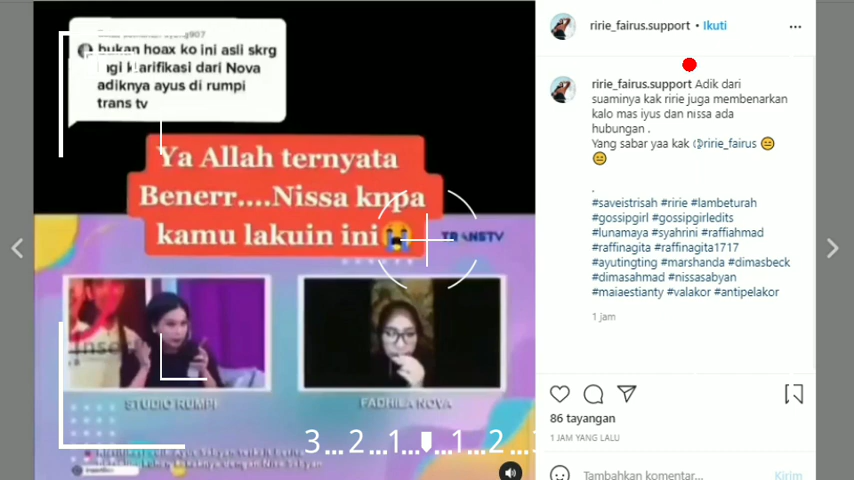 bukan hoax ko ini asli skrg
lagi klarifikasi dari Nova
adiknya ayus di rumpi
trans tv
Ya Allah ternyata
Benerr....Nissa knpa
kamu lakuin ini
TRANSTV
STUDIO RUMPI
FADHILA NOVA
3...2...1... ...1...2...
ririe_fairus.support • Ikuti
ririe_fairus.support Adik dari
suaminya kak ririe juga membenarkan
kalo mas iyus dan nissa ada
hubungan .
Yang sabar yaa kak @ririe_fairus 😑
😑
.
#saveistrisah #ririe #lambeturah
#gossipgirl #gossipgirledits
#lunamaya #syahrini #raffiahmad
#raffinagita #raffinagita1717
#ayutingting #marshanda #dimasbeck
#dimasahmad #nissasabyan
#maiaestianty #valakor #antipelakor
1 jam
86 tayangan
1 JAM YANG LALU
Tambahkan komentar...
Kirim